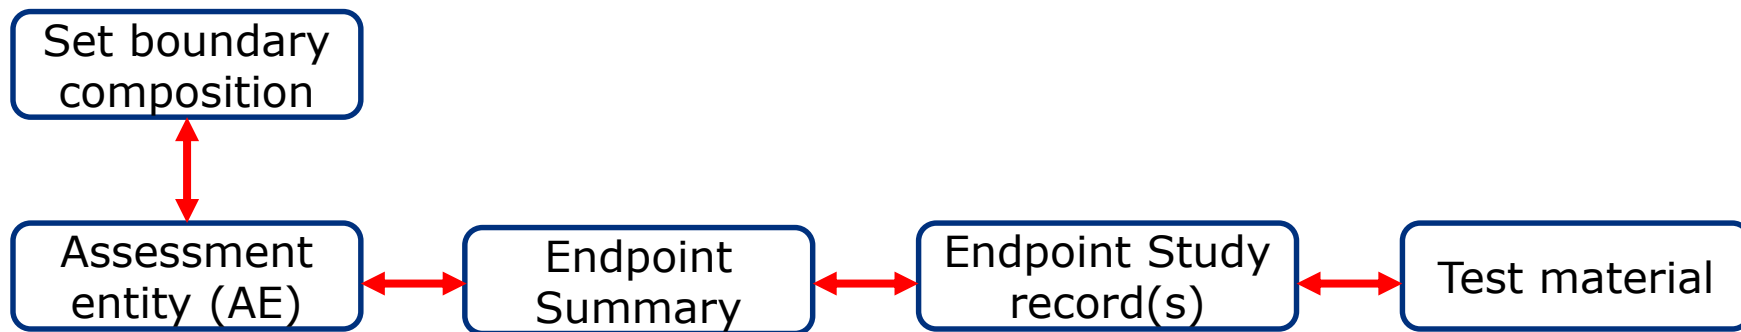 Set boundary
composition
Assessment
entity (AE)
Endpoint
Summary
Endpoint Study
record(s)
Test material